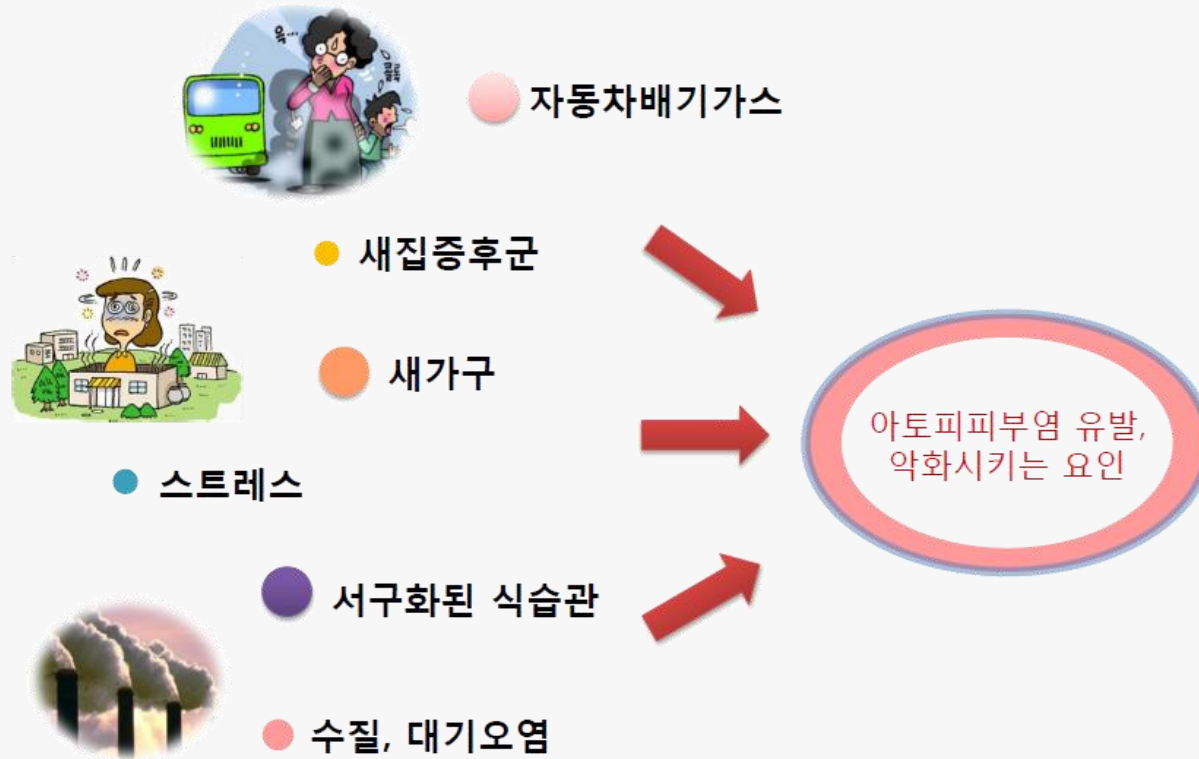 자동차배기가스
새집증후군
새가구
스트레스
서구화된 식습관
수질, 대기오염
아토피피부염 유발,
악화시키는 요인